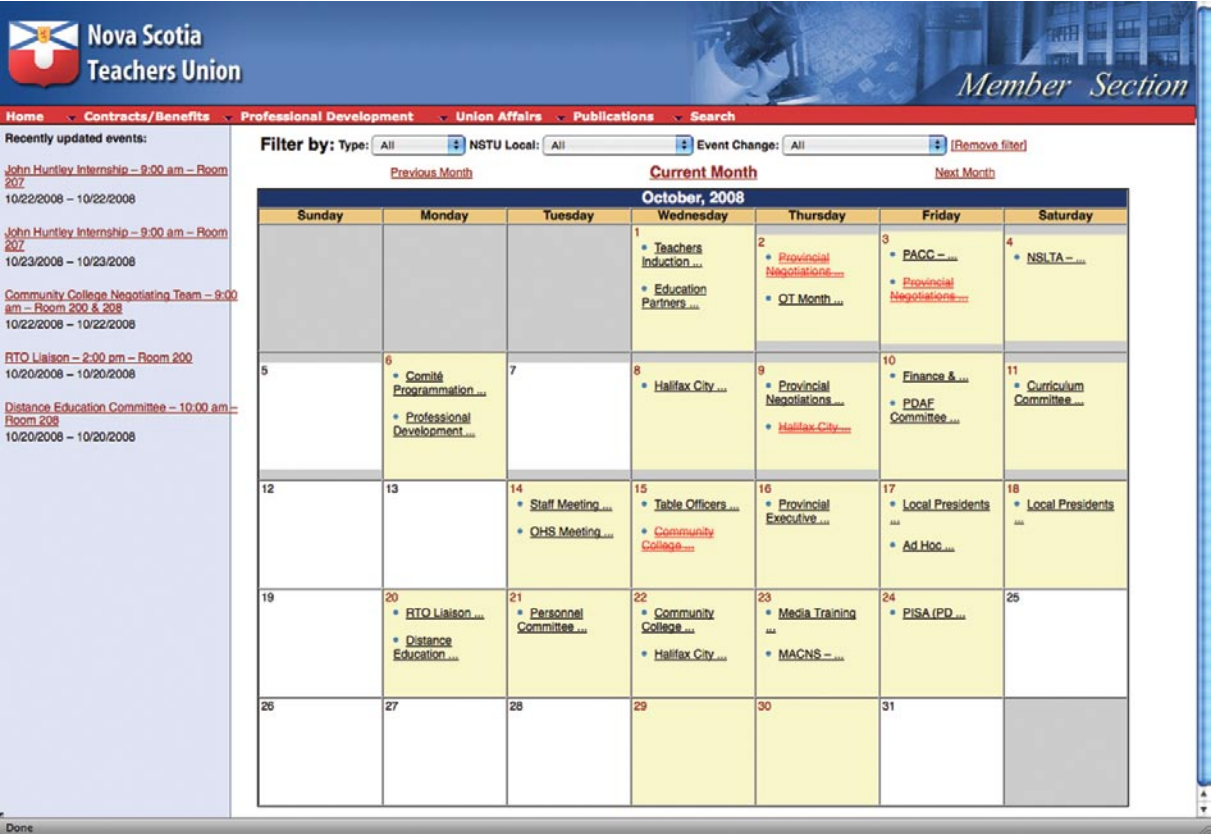 Nova Scotia
Teachers Union
Member Section
Home Contracts/Benefits Professional Development Union Affairs Publications Search
Recently updated events:
John Huntley Internship – 9:00 am – Room
207
10/22/2008 – 10/22/2008
John Huntley Internship – 9:00 am – Room
207
10/23/2008 – 10/23/2008
Community College Negotiating Team – 9:00
am – Room 200 & 208
10/22/2008 – 10/22/2008
RTO Liaison – 2:00 pm – Room 200
10/20/2008 – 10/20/2008
Distance Education Committee – 10:00 am –
Room 208
10/20/2008 – 10/20/2008
Filter by: Type: All NSTU Local: All Event Change: All [Remove filter]
Previous Month Current Month Next Month
October, 2008
Sunday Monday Tuesday Wednesday Thursday Friday Saturday
1
• Teachers
Induction ...
• Education
Partners ...
2
• Provincial
Negotiations ...
• OT Month ...
3
• PACC – ...
• Provincial
Negotiations ...
4
• NSLTA – ...
5
6
• Comité
Programmation ...
• Professional
Development ...
7
8
• Halifax City ...
9
• Provincial
Negotiations ...
• Halifax City ...
10
• Finance & ...
• PDAF
Committee ...
11
• Curriculum
Committee ...
12
13
14
• Staff Meeting ...
• OHS Meeting ...
15
• Table Officers ...
• Community
College ...
16
• Provincial
Executive ...
17
• Local Presidents
...
• Ad Hoc ...
18
• Local Presidents
...
19
20
• RTO Liaison ...
• Distance
Education ...
21
• Personnel
Committee ...
22
• Community
College ...
• Halifax City ...
23
• Media Training
...
• MACNS – ...
24
• PISA (PD ...
25
26
27
28
29
30
31
Done